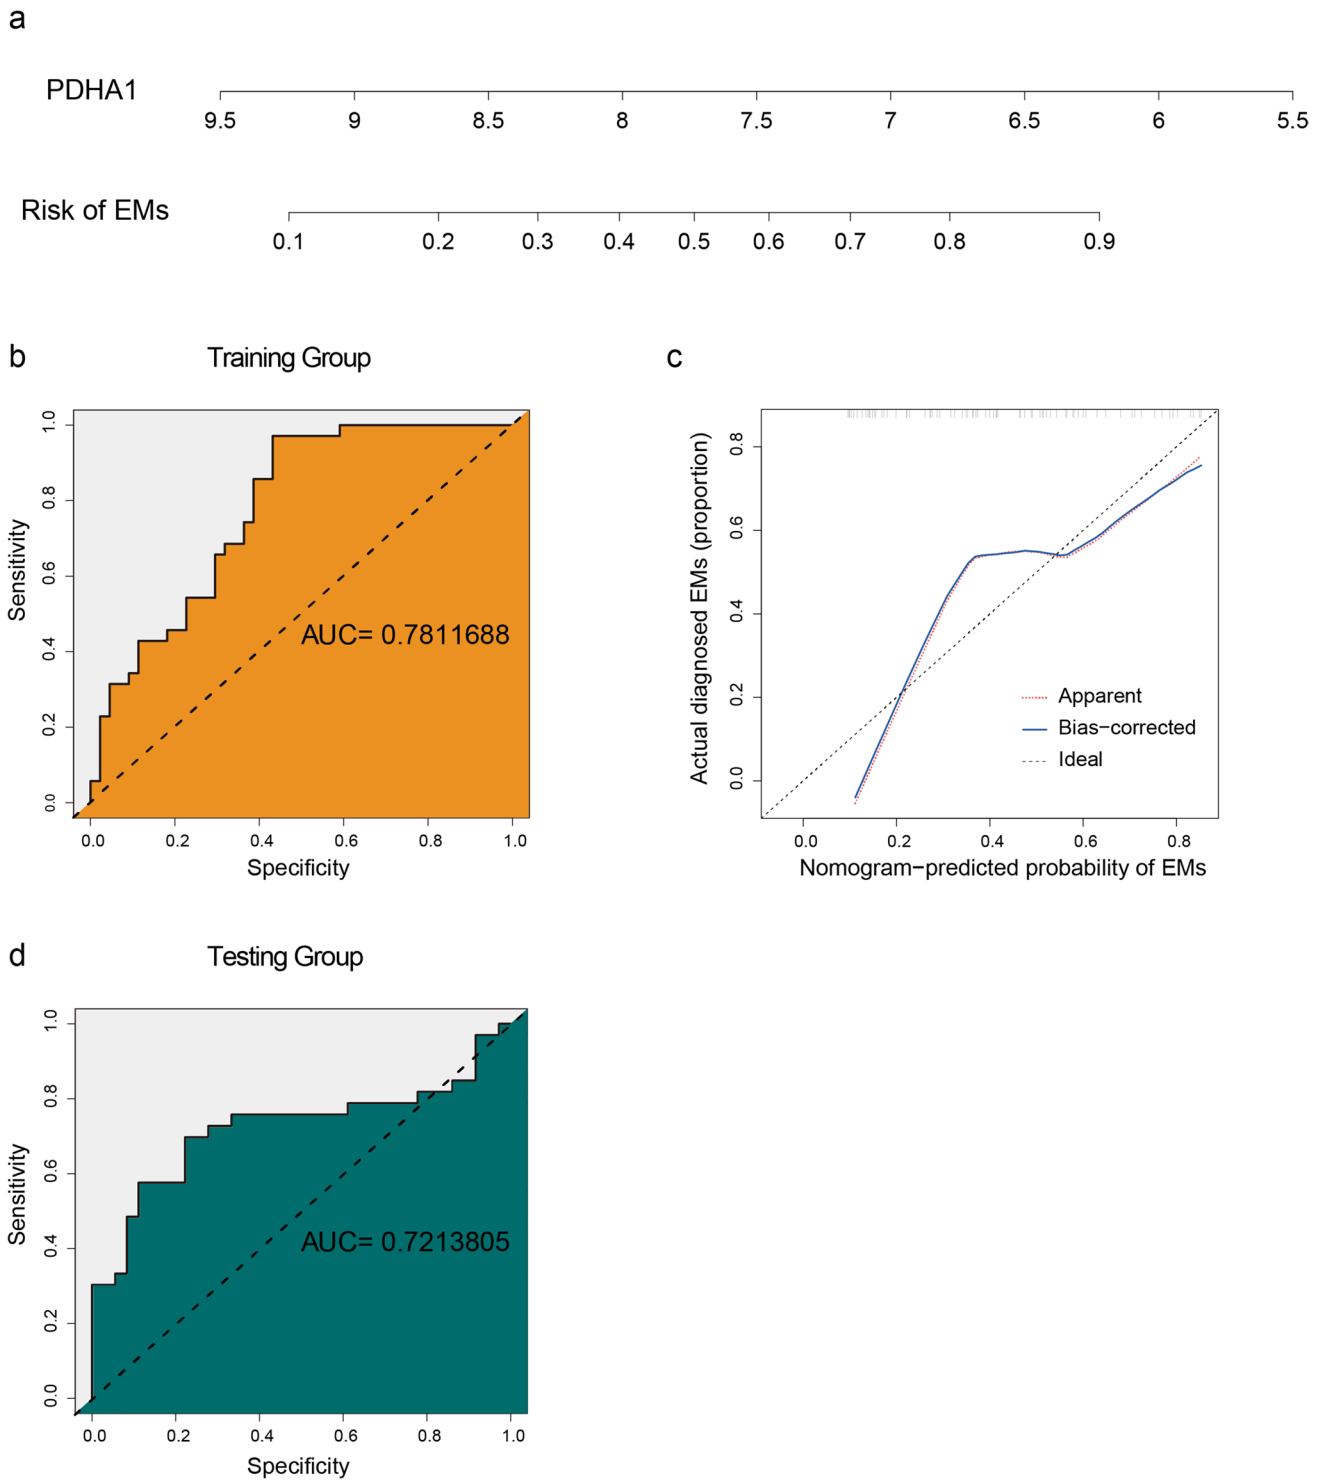 a
PDHA1
9.5 9 8.5 8 7.5 7 6.5 6 5.5
Risk of EMs
0.1 0.2 0.3 0.4 0.5 0.6 0.7 0.8 0.9
b
Training Group
Sensitivity
1.0
0.8
0.6
0.4
0.2
0.0
AUC= 0.7811688
0.0 0.2 0.4 0.6 0.8 1.0
Specificity
c
Actual diagnosed EMs (proportion)
0.8
0.6
0.4
0.2
0.0
Apparent
Bias−corrected
Ideal
0.0 0.2 0.4 0.6 0.8
Nomogram−predicted probability of EMs
d
Testing Group
Sensitivity
1.0
0.8
0.6
0.4
0.2
0.0
AUC= 0.7213805
0.0 0.2 0.4 0.6 0.8 1.0
Specificity